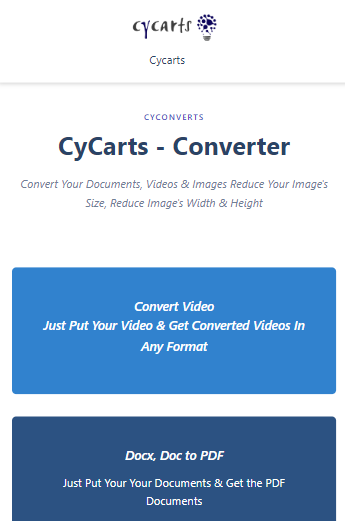 cycarts
Cycarts
CYCONVERTS
CyCarts - Converter
Convert Your Documents, Videos & Images Reduce Your Image's
Size, Reduce Image's Width & Height
Convert Video
Just Put Your Video & Get Converted Videos In
Any Format
Docx, Doc to PDF
Just Put Your Your Documents & Get the PDF
Documents